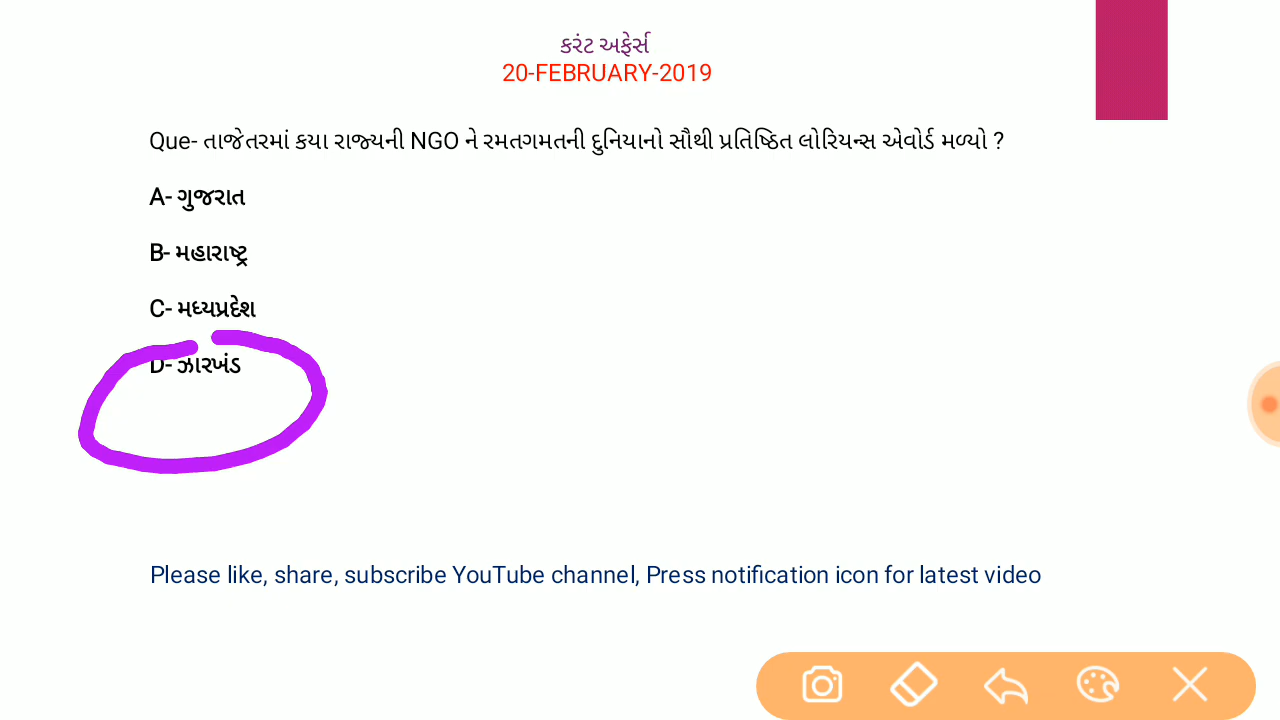 કરંટ અફેર્સ
20-FEBRUARY-2019
Que- તાજેતરમાં કયા રાજ્યની NGO ને રમતગમતની દુનિયાનો સૌથી પ્રતિષ્ઠિત લોરિયન્સ એવોર્ડ મળ્યો ?
A- ગુજરાત
B- મહારાષ્ટ્ર
C- મધ્યપ્રદેશ
D- ઝારખંડ
Please like, share, subscribe YouTube channel, Press notification icon for latest video